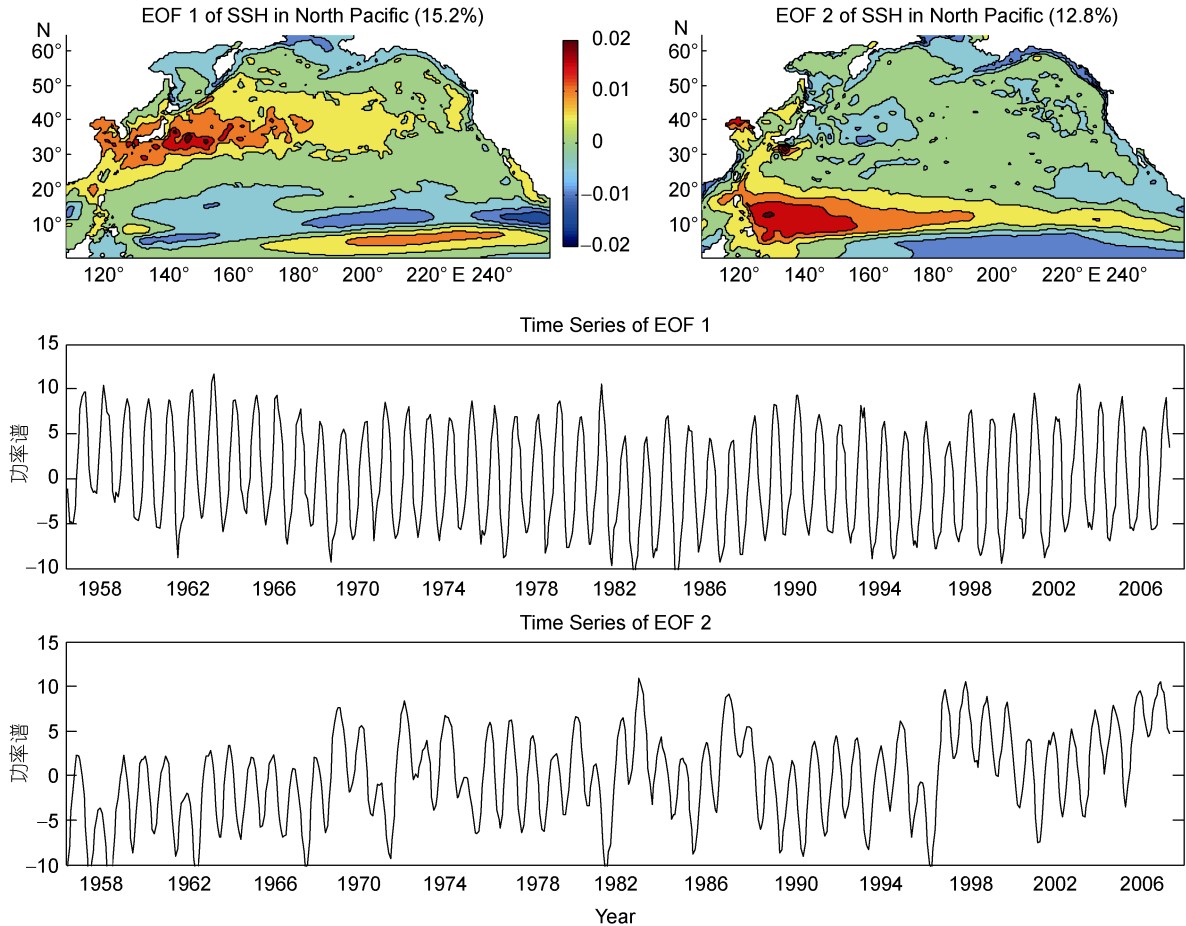 EOF 1 of SSH in North Pacific (15.2%)
N
60°
50°
40°
30°
20°
10°
120° 140° 160° 180° 200° 220° E 240°
0.02
0.01
0
−0.01
−0.02
EOF 2 of SSH in North Pacific (12.8%)
N
60°
50°
40°
30°
20°
10°
120° 140° 160° 180° 200° 220° E 240°
Time Series of EOF 1
功率谱
15
10
5
0
−5
−10
1958 1962 1966 1970 1974 1978 1982 1986 1990 1994 1998 2002 2006
Time Series of EOF 2
功率谱
15
10
5
0
−5
−10
1958 1962 1966 1970 1974 1978 1982 1986 1990 1994 1998 2002 2006
Year